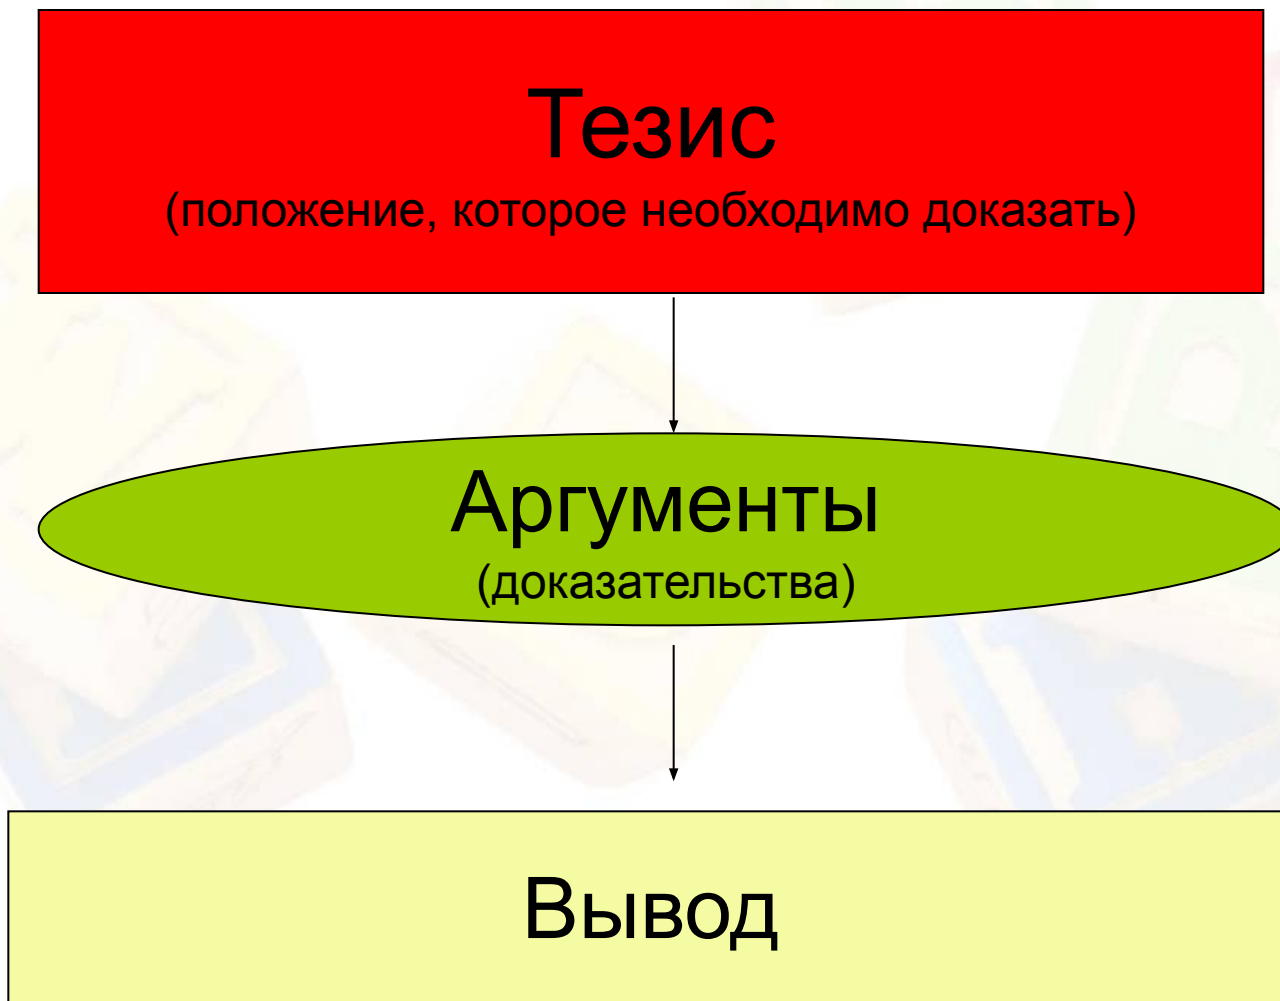 Тезис
(положение, которое необходимо доказать)
Аргументы
(доказательства)
Вывод